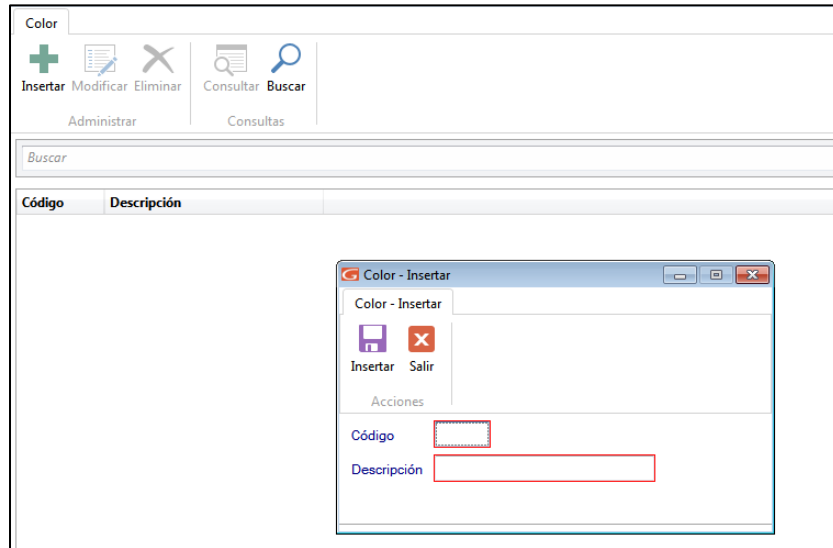 Color
Insertar Modificar Eliminar Consultar Buscar
Administrar Consultas
Buscar
Código Descripción
Color - Insertar
Color - Insertar
Insertar Salir
Acciones
Código
Descripción